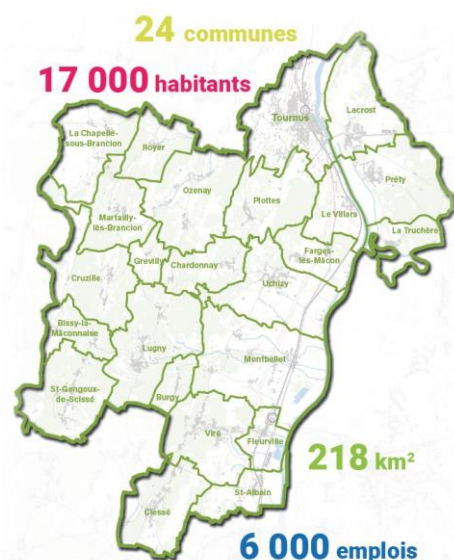 24 communes
17 000 habitants
Tournus
Lacrost
La Chapelle-
sous-Brancion
Royer
Ozenay
Plottes
Préty
Le Villars
La Truchère
Martailly-
lès-Brancion
Farges-
lès-Mâcon
Grevilly
Chardonnay
Uchizy
Cruzille
Bissy-la-
Mâconnaise
Lugny
Montbellet
St-Gengoux-
de-Scissé
Burgy
Viré
Fleurville
218 km²
Clessé
St-Albain
6 000 emplois